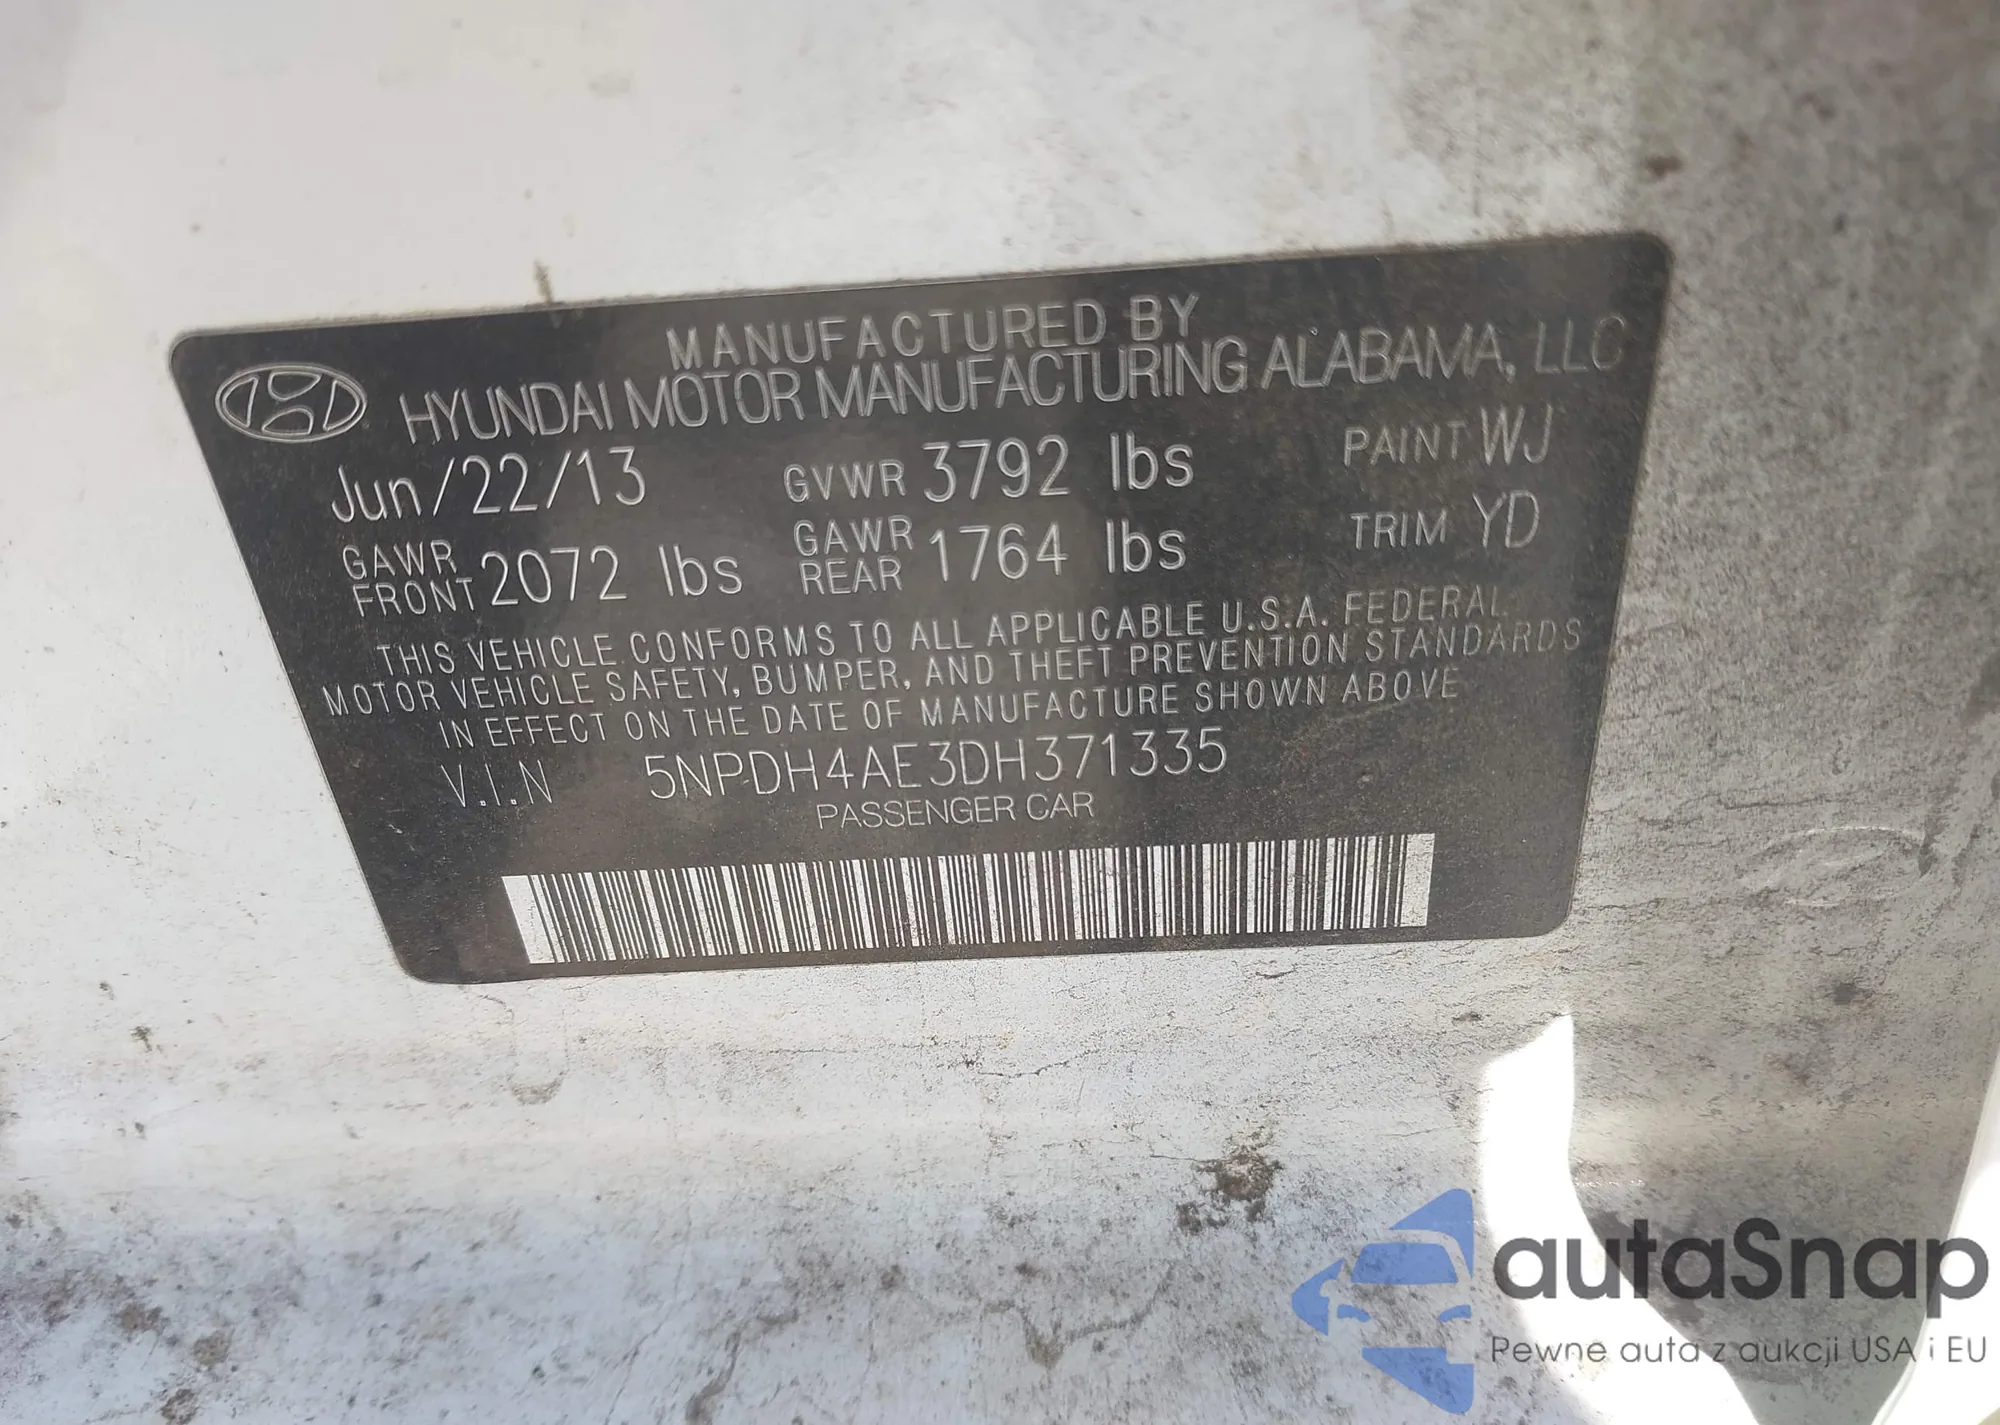 MANUFACTURED BY
HYUNDAI MOTOR MANUFACTURING ALABAMA, LLC
Jun/22/13 GVWR 3792 lbs PAINT WJ
GAWR FRONT 2072 lbs GAWR REAR 1764 lbs TRIM YD
THIS VEHICLE CONFORMS TO ALL APPLICABLE U.S.A. FEDERAL
MOTOR VEHICLE SAFETY, BUMPER, AND THEFT PREVENTION STANDARDS
IN EFFECT ON THE DATE OF MANUFACTURE SHOWN ABOVE
V.I.N 5NPDH4AE3DH371335
PASSENGER CAR
autaSnap
Pewne auta z aukcji USA i EU